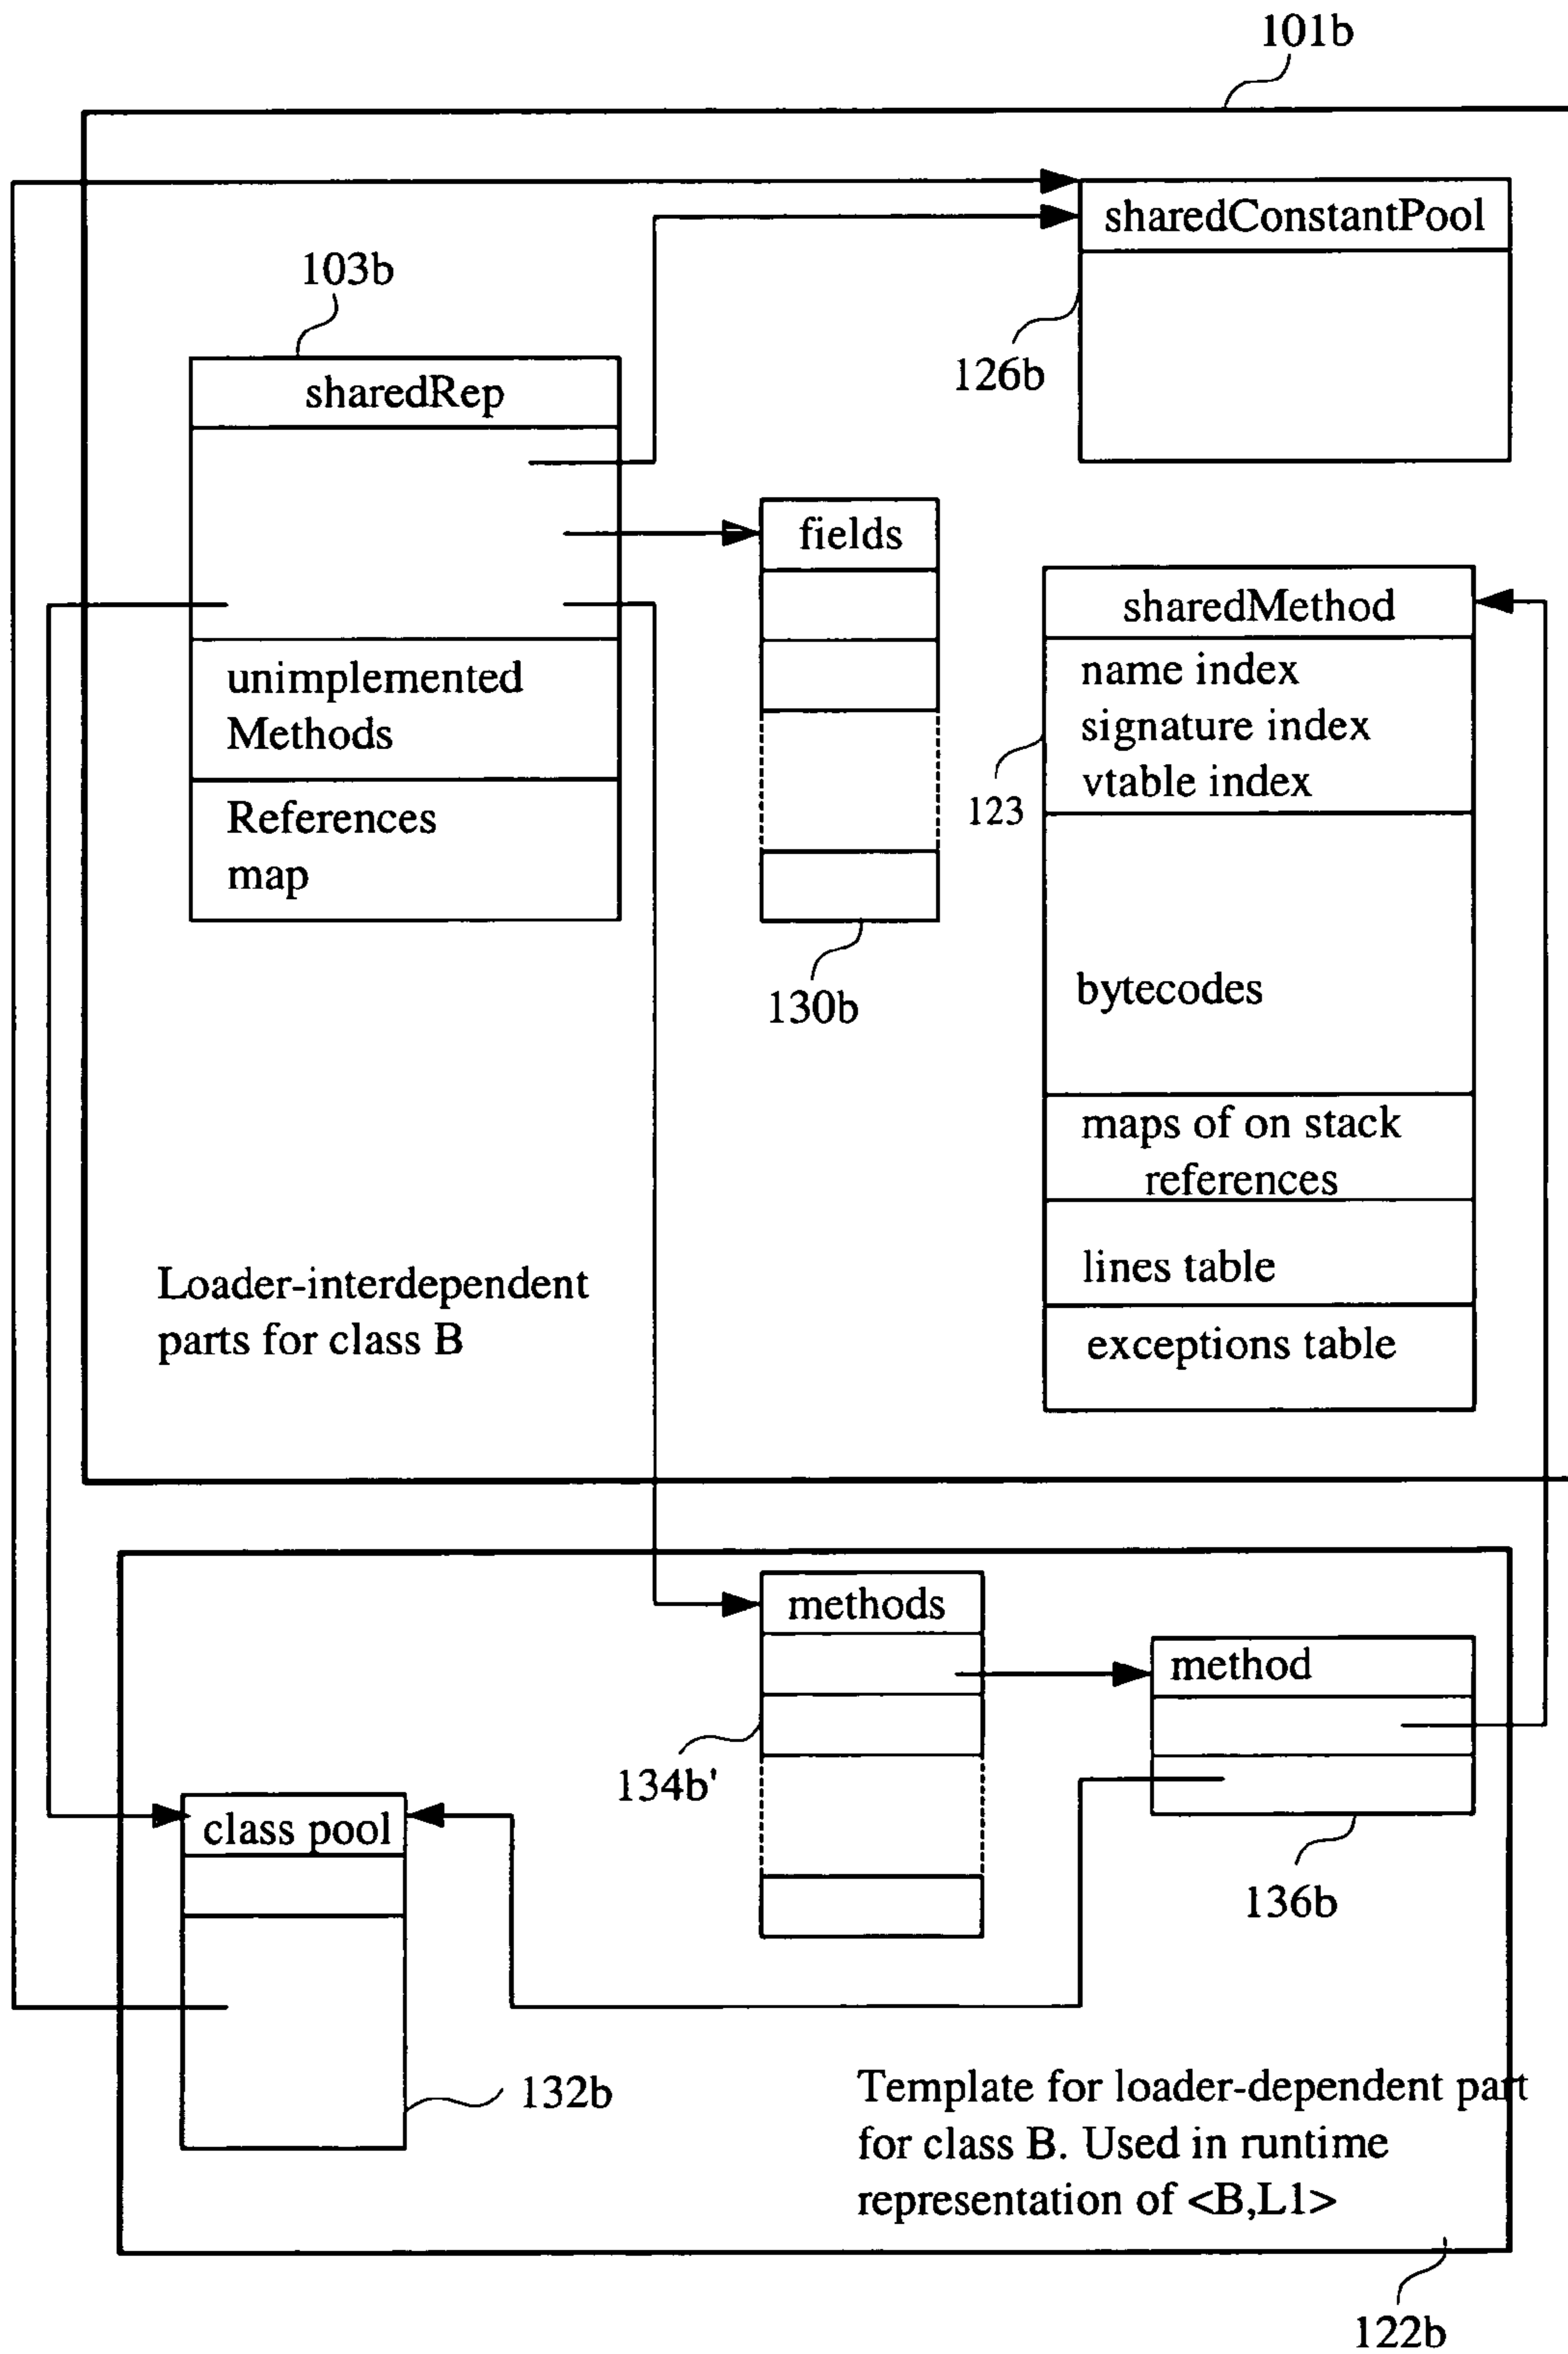 101b
sharedConstantPool
103b
126b
sharedRep
fields
sharedMethod
unimplemented
Methods
name index
signature index
vtable index
123
References
map
130b
bytecodes
maps of on stack
references
lines table
exceptions table
Loader-interdependent
parts for class B
methods
method
134b'
class pool
136b
132b
Template for loader-dependent part
for class B. Used in runtime
representation of <B,L1>
122b